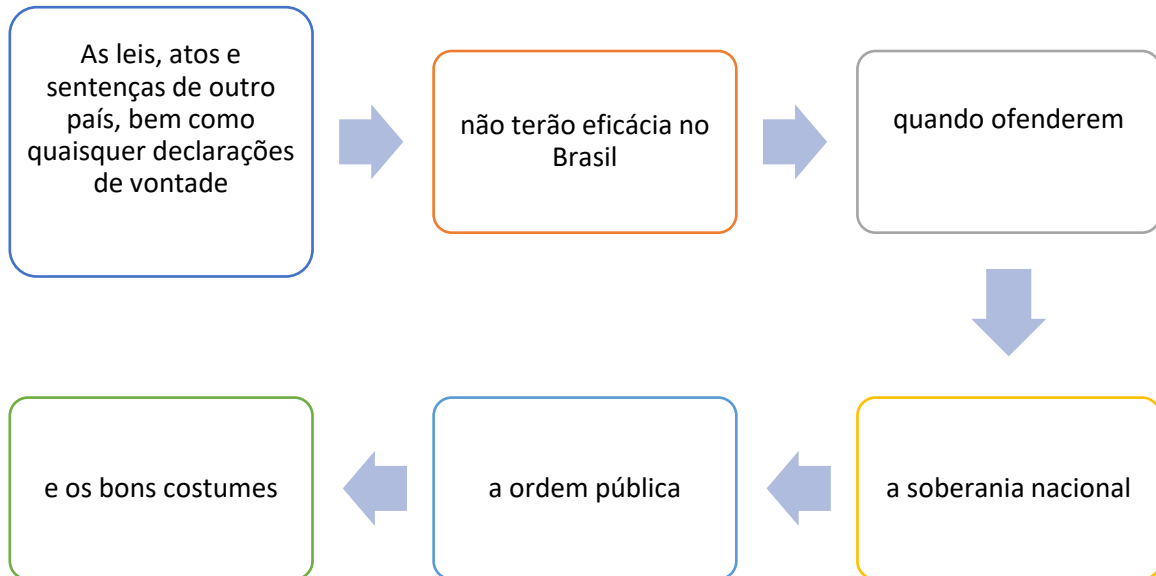 As leis, atos e
sentenças de outro
país, bem como
quaisquer declarações
de vontade
não terão eficácia no
Brasil
quando ofenderem
a soberania nacional
a ordem pública
e os bons costumes